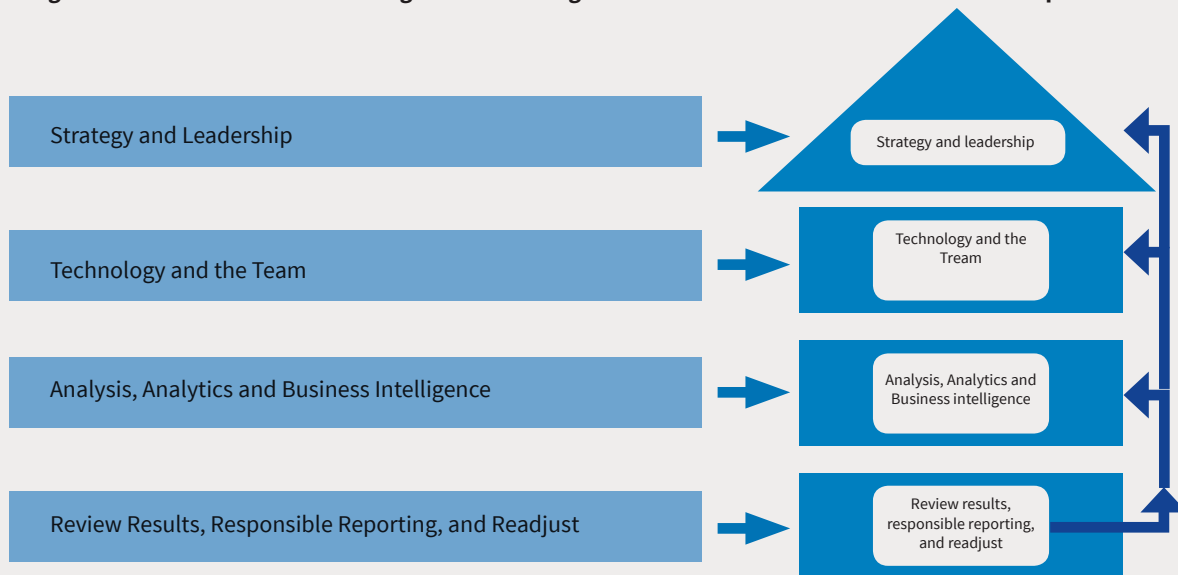 Strategy and Leadership
Strategy and leadership
Technology and the Team
Technology and the
Tream
Analysis, Analytics and Business Intelligence
Analysis, Analytics and
Business intelligence
Review Results, Responsible Reporting, and Readjust
Review results,
responsible reporting,
and readjust